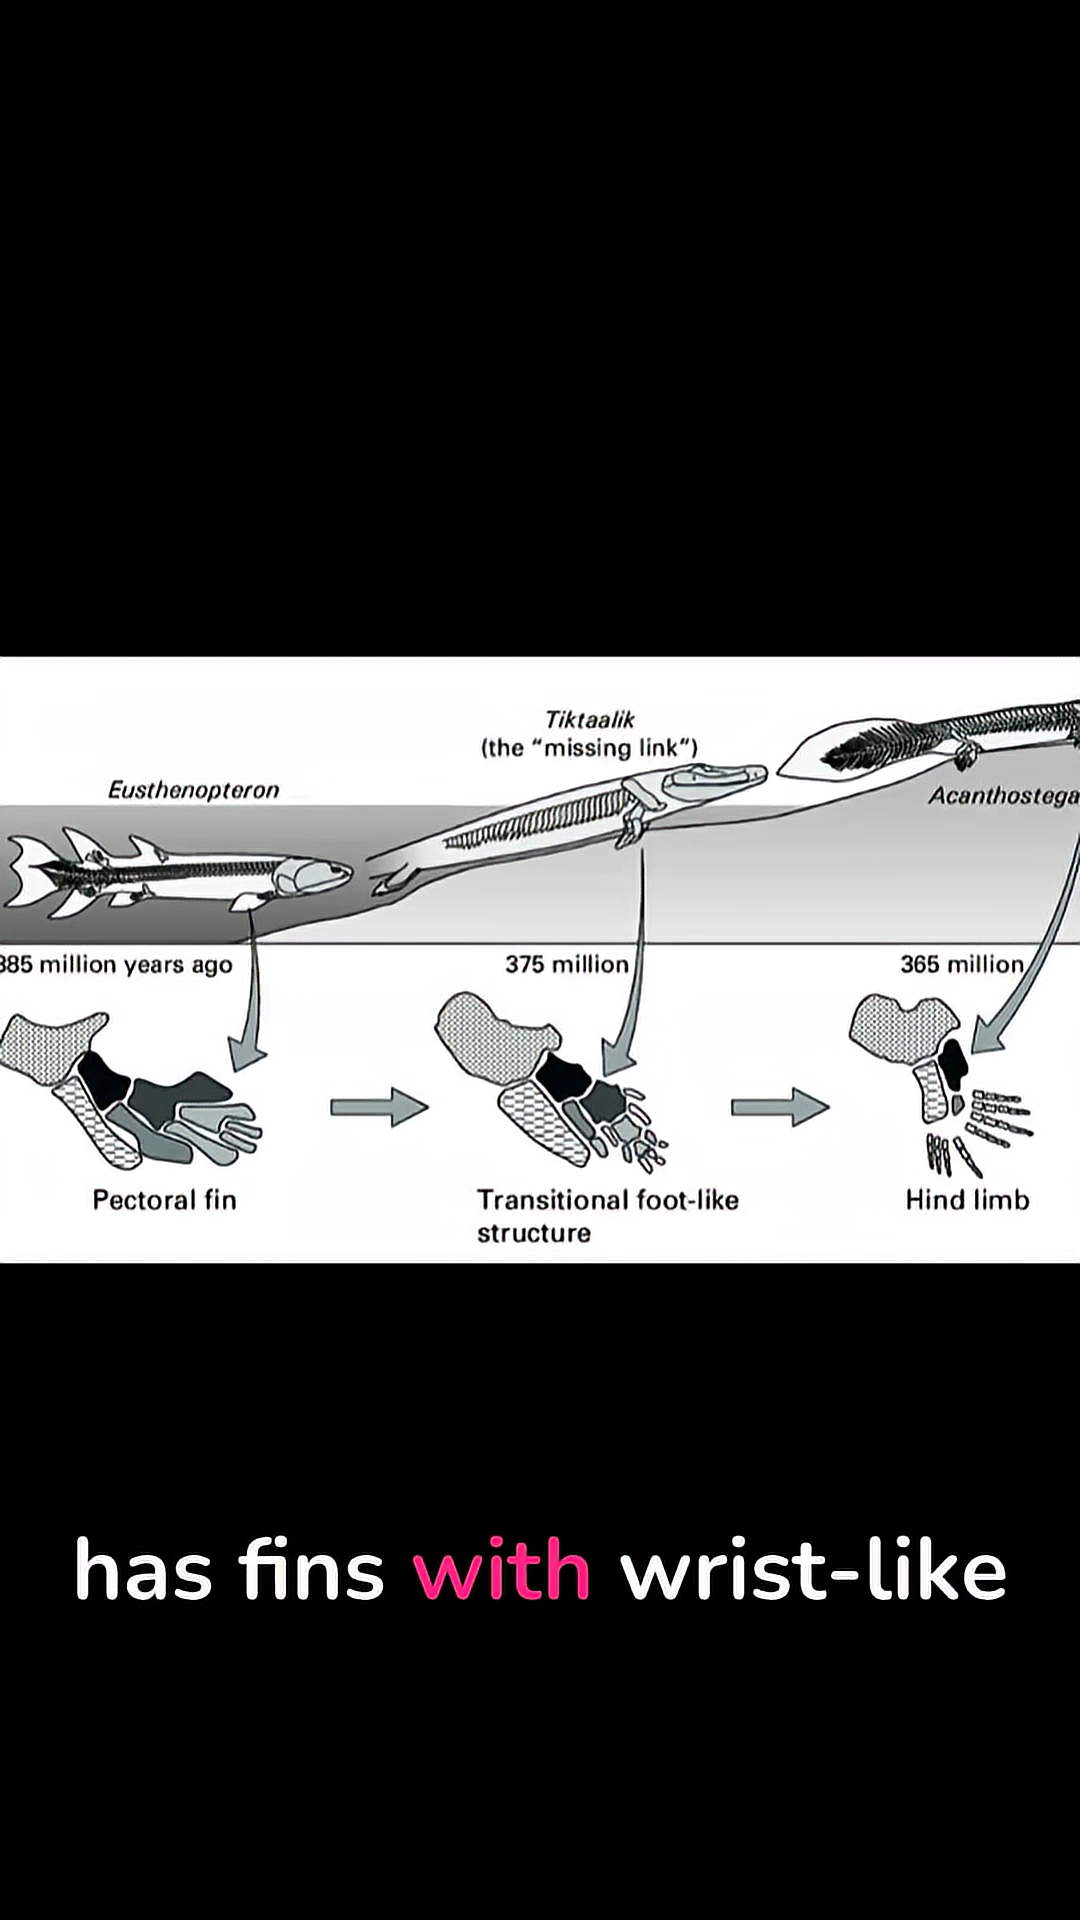 Tiktaalik
(the “missing link”)
Eusthenopteron
Acanthostega
385 million years ago
375 million
365 million
Pectoral fin
Transitional foot-like
structure
Hind limb
has fins with wrist-like